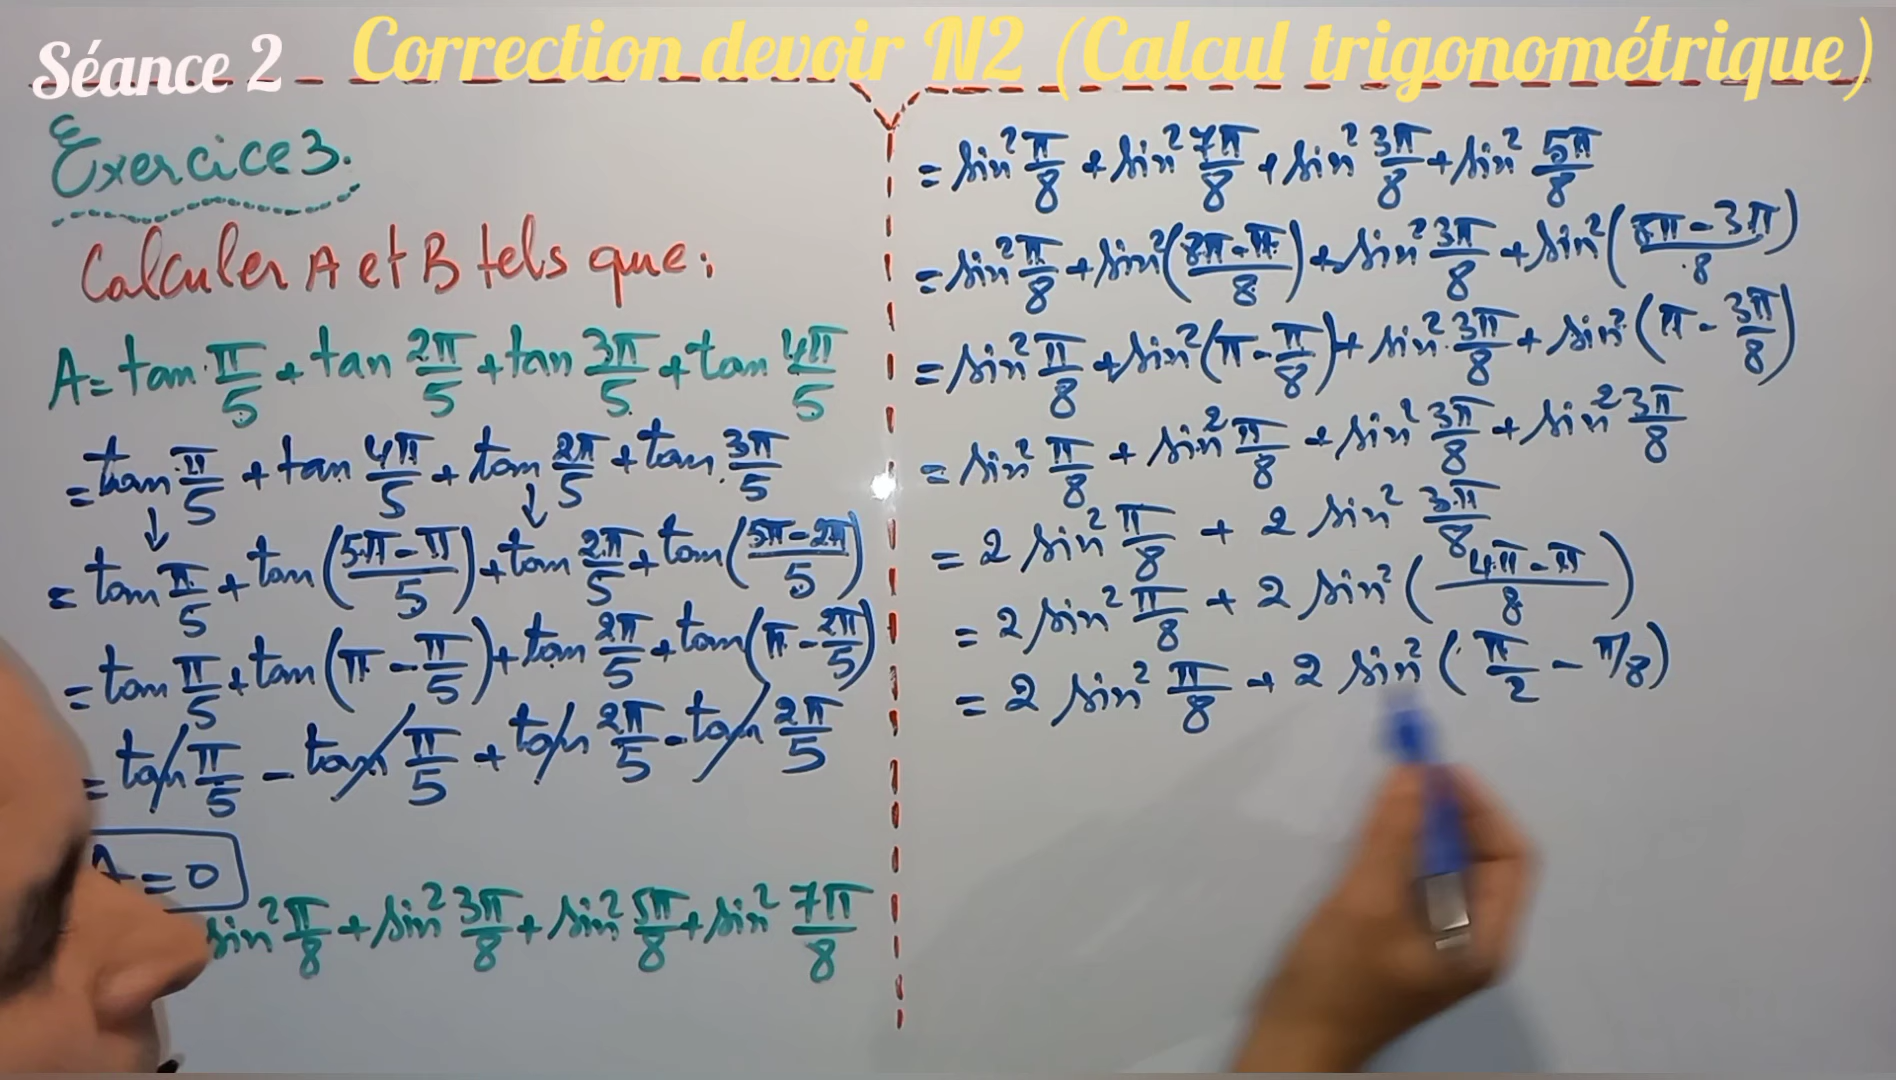 Séance 2
Correction devoir N2 (Calcul trigonométrique)
Exercice 3.
Calculer A et B tels que :
A = tan π/5 + tan 2π/5 + tan 3π/5 + tan 4π/5
= tan π/5 + tan 4π/5 + tan 2π/5 + tan 3π/5
= tan π/5 + tan (5π-π/5) + tan 2π/5 + tan (5π-2π/5)
= tan π/5 + tan (π - π/5) + tan 2π/5 + tan (π - 2π/5)
= tan π/5 - tan π/5 + tan 2π/5 - tan 2π/5
A = 0
sin² π/8 + sin² 3π/8 + sin² 5π/8 + sin² 7π/8
= sin² π/8 + sin² 7π/8 + sin² 3π/8 + sin² 5π/8
= sin² π/8 + sin² (8π-π/8) + sin² 3π/8 + sin² (8π-3π/8)
= sin² π/8 + sin² (π - π/8) + sin² 3π/8 + sin² (π - 3π/8)
= sin² π/8 + sin² π/8 + sin² 3π/8 + sin² 3π/8
= 2 sin² π/8 + 2 sin² 3π/8
= 2 sin² π/8 + 2 sin² (4π-π/8)
= 2 sin² π/8 + 2 sin² (π/2 - π/8)